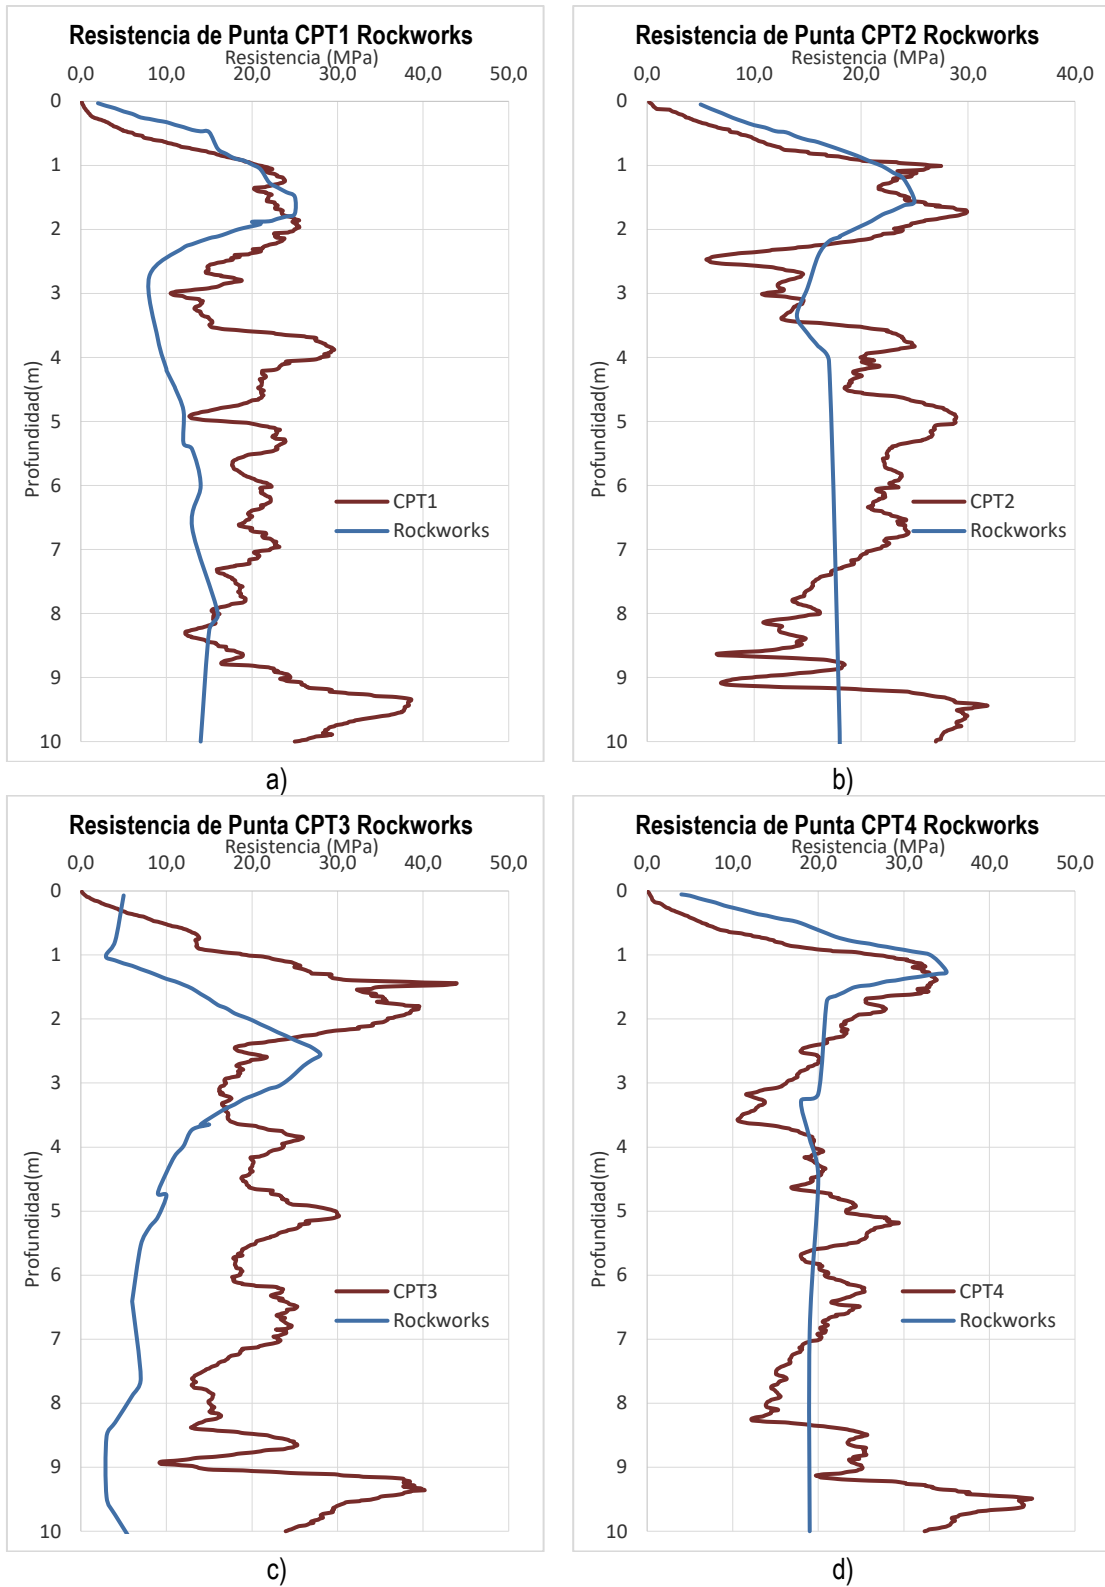 Resistencia de Punta CPT1 Rockworks
Resistencia (MPa)
0,0 10,0 20,0 30,0 40,0 50,0
0
1
2
3
4
5
6
7
8
9
10
Profundidad(m)
CPT1
Rockworks
a)
Resistencia de Punta CPT2 Rockworks
Resistencia (MPa)
0,0 10,0 20,0 30,0 40,0
0
1
2
3
4
5
6
7
8
9
10
Profundidad(m)
CPT2
Rockworks
b)
Resistencia de Punta CPT3 Rockworks
Resistencia (MPa)
0,0 10,0 20,0 30,0 40,0 50,0
0
1
2
3
4
5
6
7
8
9
10
Profundidad(m)
CPT3
Rockworks
c)
Resistencia de Punta CPT4 Rockworks
Resistencia (MPa)
0,0 10,0 20,0 30,0 40,0 50,0
0
1
2
3
4
5
6
7
8
9
10
Profundidad(m)
CPT4
Rockworks
d)